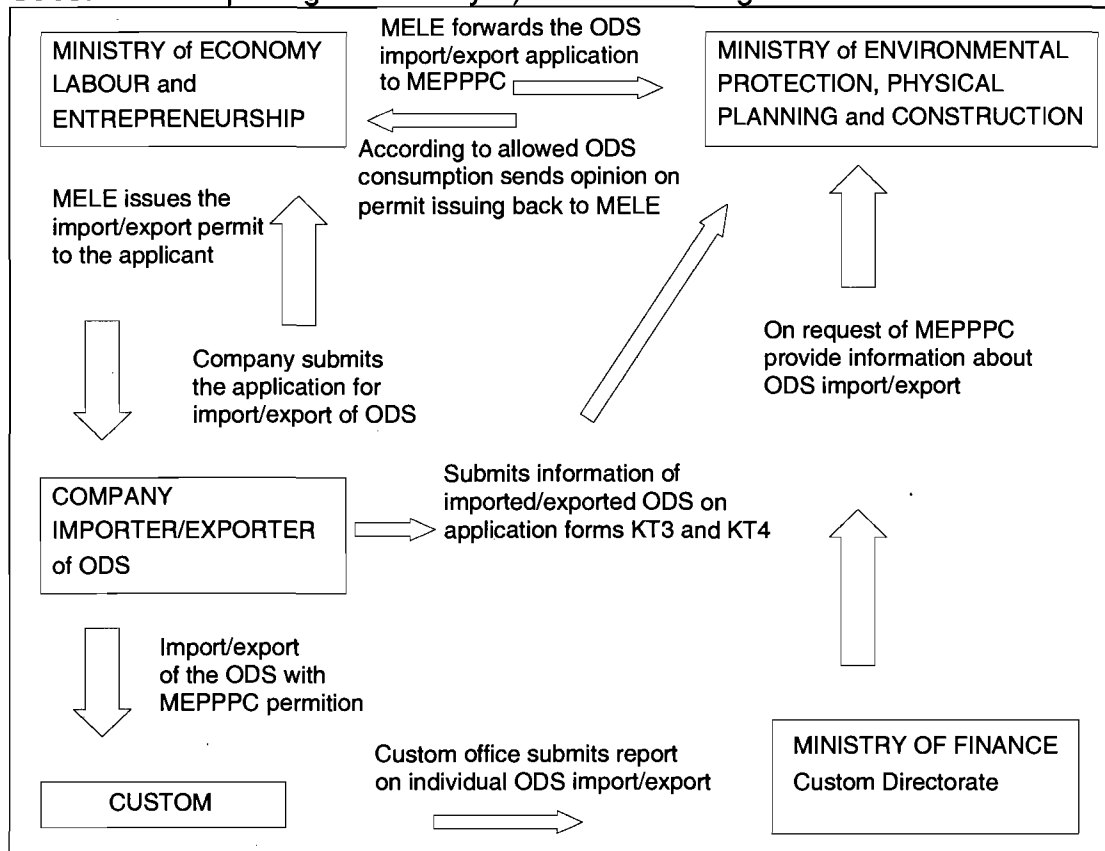 MINISTRY of ECONOMY
LABOUR and
ENTREPRENEURSHIP
MELE forwards the ODS
import/export application
to MEPPPC
MINISTRY of ENVIRONMENTAL
PROTECTION, PHYSICAL
PLANNING and CONSTRUCTION
According to allowed ODS
consumption sends opinion on
permit issuing back to MELE
MELE issues the
import/export permit
to the applicant
Company submits
the application for
import/export of ODS
On request of MEPPPC
provide information about
ODS import/export
COMPANY
IMPORTER/EXPORTER
of ODS
Submits information of
imported/exported ODS on
application forms KT3 and KT4
Import/export
of the ODS with
MEPPPC permition
Custom office submits report
on individual ODS import/export
MINISTRY OF FINANCE
Custom Directorate
CUSTOM